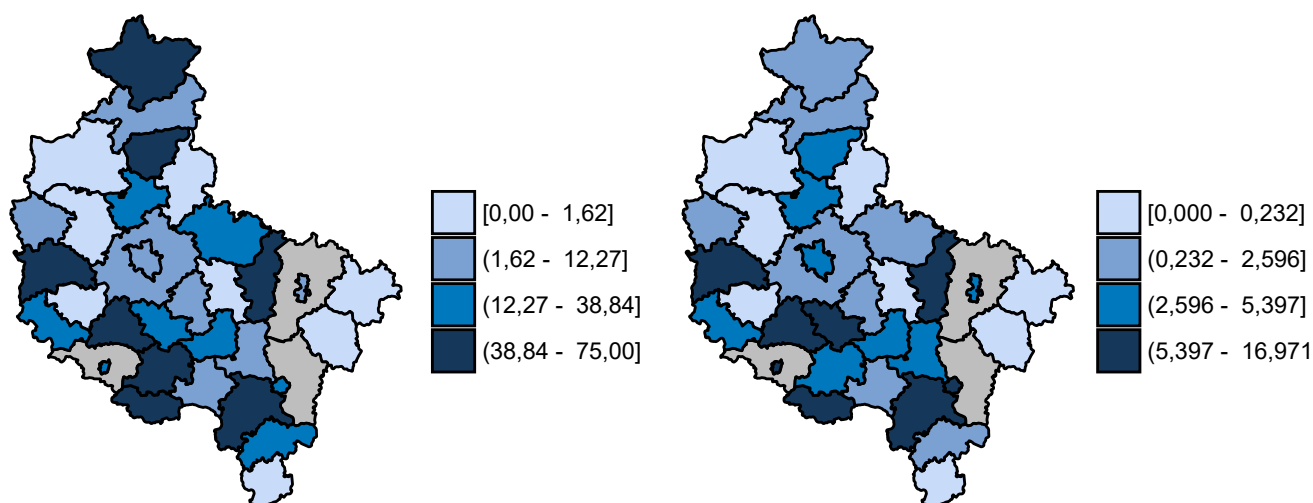 [0,00 - 1,62]
(1,62 - 12,27]
(12,27 - 38,84]
(38,84 - 75,00]
[0,000 - 0,232]
(0,232 - 2,596]
(2,596 - 5,397]
(5,397 - 16,971